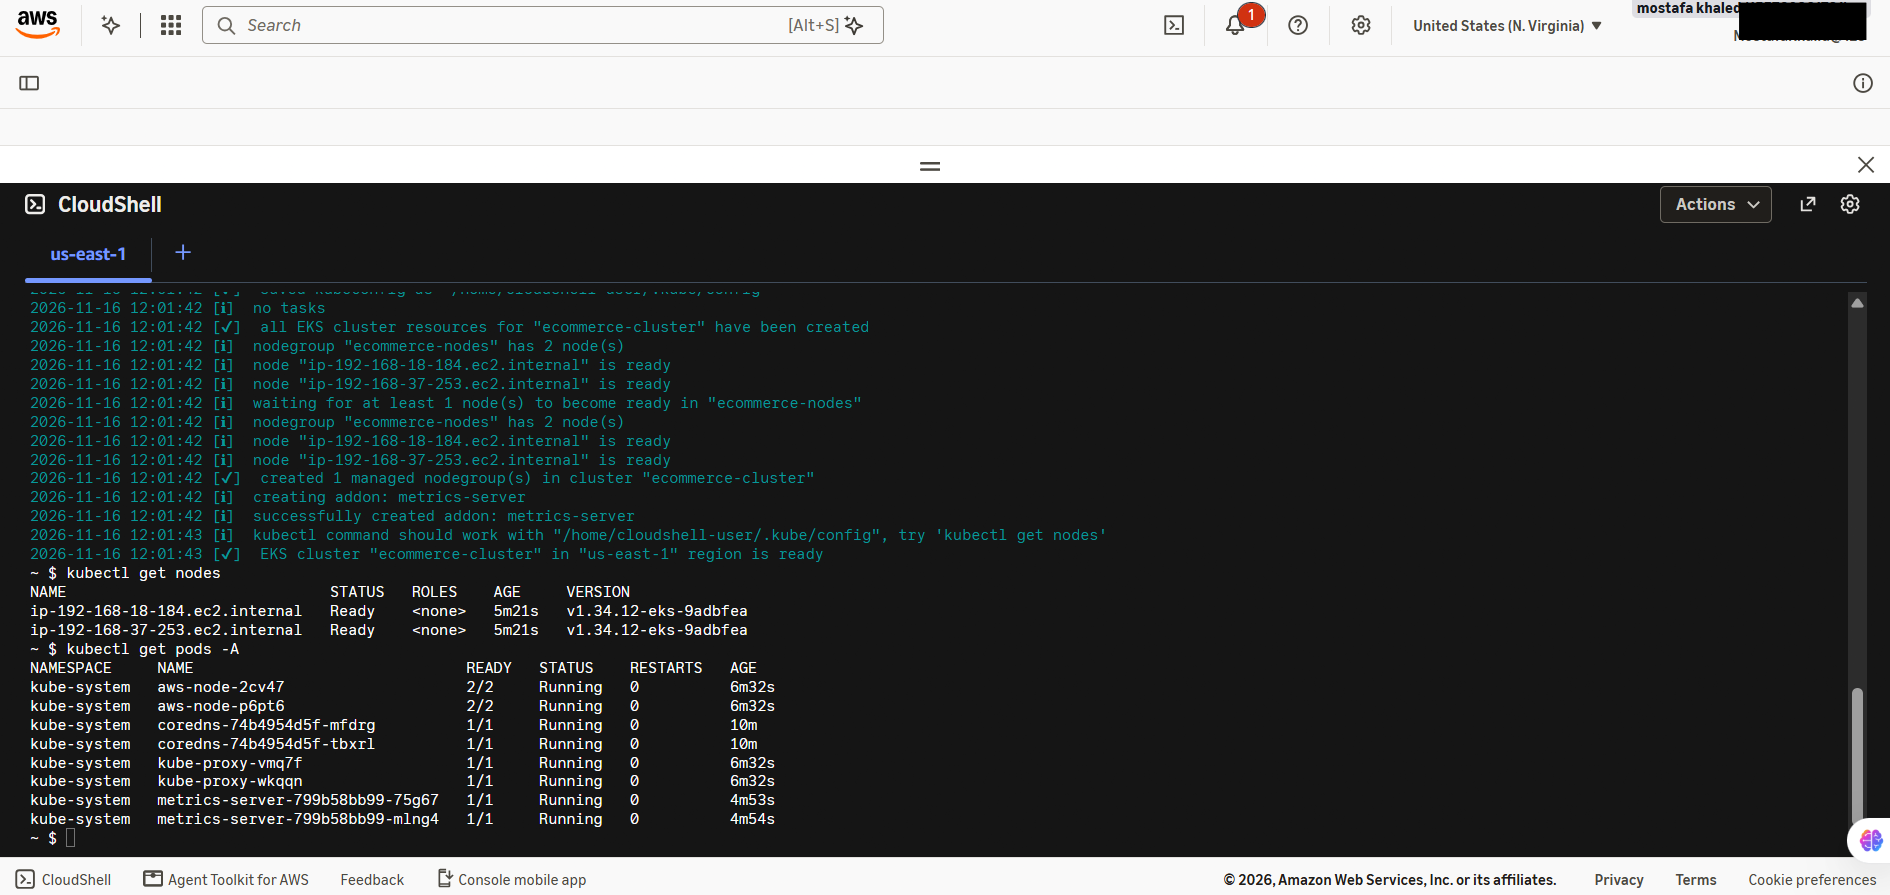 aws
Search
[Alt+S]
1
United States (N. Virginia)
mostafa khaled
CloudShell
Actions
us-east-1
2026-11-16 12:01:42 [ℹ]  no tasks
2026-11-16 12:01:42 [✓]  all EKS cluster resources for "ecommerce-cluster" have been created
2026-11-16 12:01:42 [ℹ]  nodegroup "ecommerce-nodes" has 2 node(s)
2026-11-16 12:01:42 [ℹ]  node "ip-192-168-18-184.ec2.internal" is ready
2026-11-16 12:01:42 [ℹ]  node "ip-192-168-37-253.ec2.internal" is ready
2026-11-16 12:01:42 [ℹ]  waiting for at least 1 node(s) to become ready in "ecommerce-nodes"
2026-11-16 12:01:42 [ℹ]  nodegroup "ecommerce-nodes" has 2 node(s)
2026-11-16 12:01:42 [ℹ]  node "ip-192-168-18-184.ec2.internal" is ready
2026-11-16 12:01:42 [ℹ]  node "ip-192-168-37-253.ec2.internal" is ready
2026-11-16 12:01:42 [✓]  created 1 managed nodegroup(s) in cluster "ecommerce-cluster"
2026-11-16 12:01:42 [ℹ]  creating addon: metrics-server
2026-11-16 12:01:42 [ℹ]  successfully created addon: metrics-server
2026-11-16 12:01:43 [ℹ]  kubectl command should work with "/home/cloudshell-user/.kube/config", try 'kubectl get nodes'
2026-11-16 12:01:43 [✓]  EKS cluster "ecommerce-cluster" in "us-east-1" region is ready
~ $ kubectl get nodes
NAME                             STATUS   ROLES    AGE     VERSION
ip-192-168-18-184.ec2.internal   Ready    <none>   5m21s   v1.34.12-eks-9adbfea
ip-192-168-37-253.ec2.internal   Ready    <none>   5m21s   v1.34.12-eks-9adbfea
~ $ kubectl get pods -A
NAMESPACE     NAME                              READY   STATUS    RESTARTS   AGE
kube-system   aws-node-2cv47                    2/2     Running   0          6m32s
kube-system   aws-node-p6pt6                    2/2     Running   0          6m32s
kube-system   coredns-74b4954d5f-mfdrg          1/1     Running   0          10m
kube-system   coredns-74b4954d5f-tbxrl          1/1     Running   0          10m
kube-system   kube-proxy-vmq7f                  1/1     Running   0          6m32s
kube-system   kube-proxy-wkqqn                  1/1     Running   0          6m32s
kube-system   metrics-server-799b58bb99-75g67   1/1     Running   0          4m53s
kube-system   metrics-server-799b58bb99-mlng4   1/1     Running   0          4m54s
~ $
CloudShell Agent Toolkit for AWS Feedback Console mobile app © 2026, Amazon Web Services, Inc. or its affiliates. Privacy Terms Cookie preferences